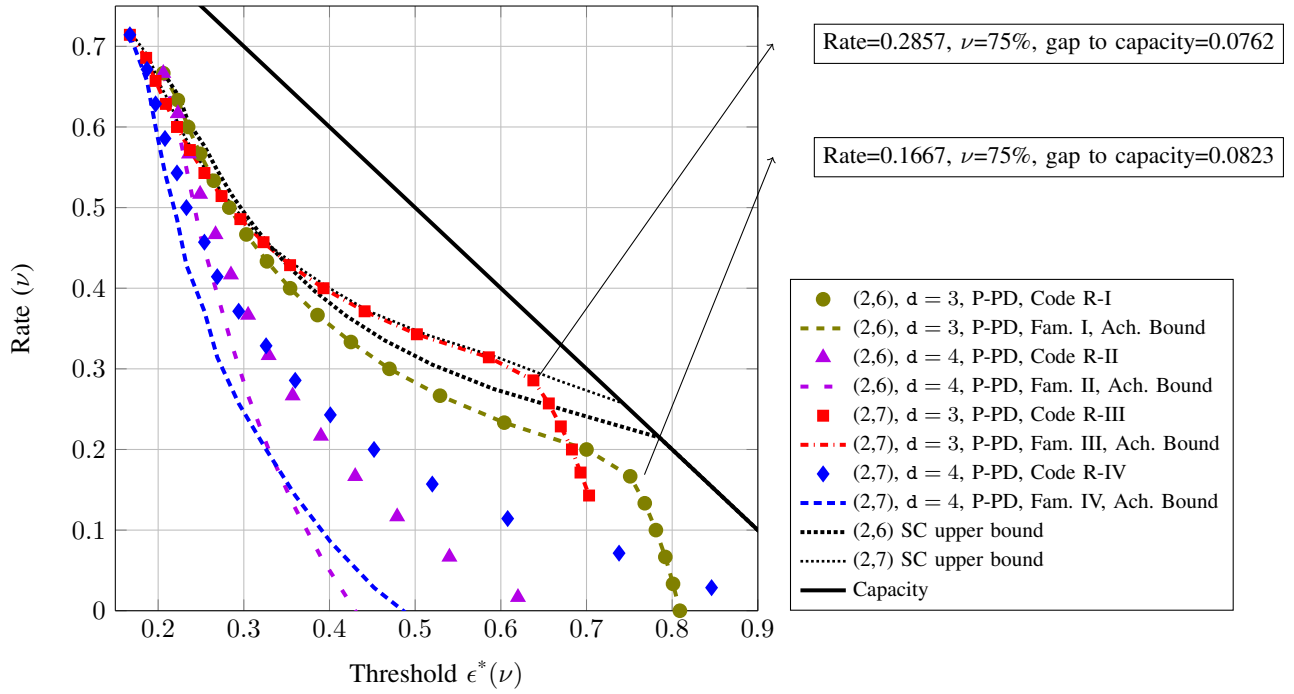 Rate=0.2857, ν=75%, gap to capacity=0.0762
Rate=0.1667, ν=75%, gap to capacity=0.0823
Rate (ν)
0.7
0.6
0.5
0.4
0.3
0.2
0.1
0
0.2 0.3 0.4 0.5 0.6 0.7 0.8 0.9
Threshold ϵ*(ν)
(2,6), d = 3, P-PD, Code R-I
(2,6), d = 3, P-PD, Fam. I, Ach. Bound
(2,6), d = 4, P-PD, Code R-II
(2,6), d = 4, P-PD, Fam. II, Ach. Bound
(2,7), d = 3, P-PD, Code R-III
(2,7), d = 3, P-PD, Fam. III, Ach. Bound
(2,7), d = 4, P-PD, Code R-IV
(2,7), d = 4, P-PD, Fam. IV, Ach. Bound
(2,6) SC upper bound
(2,7) SC upper bound
Capacity